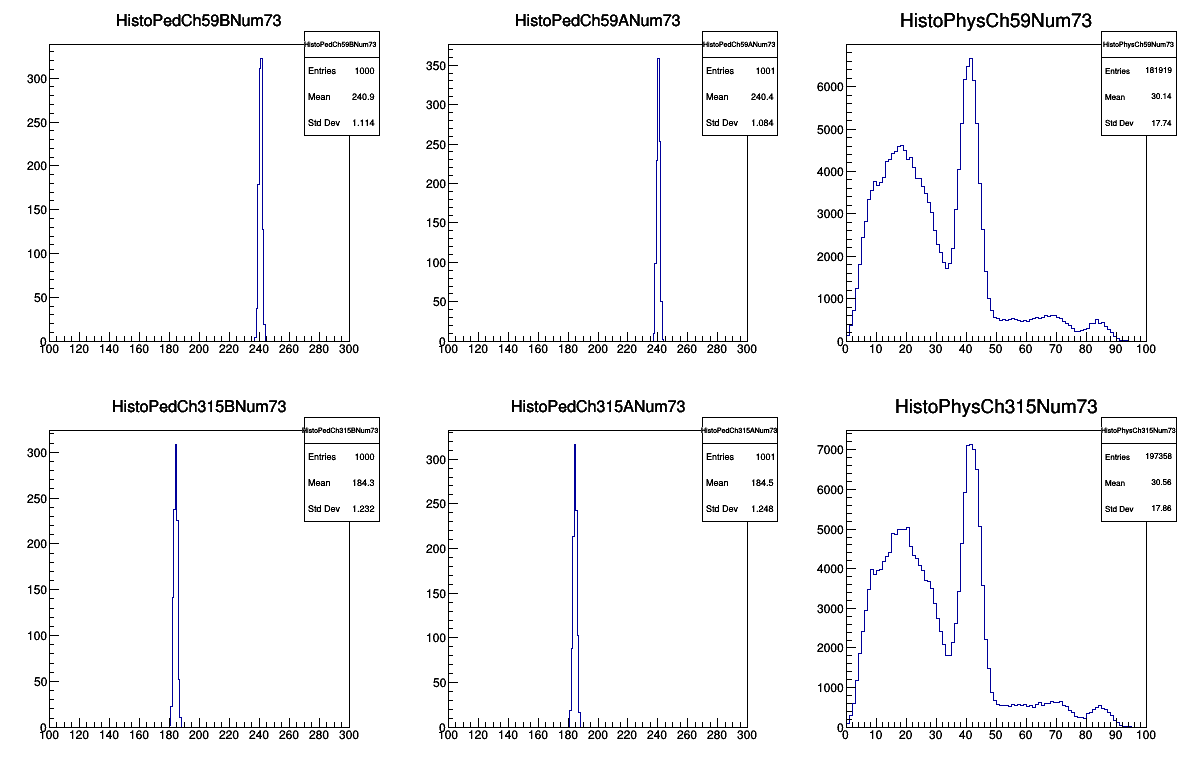 HistoPedCh59BNum73
HistoPedCh59BNum73
Entries 1000
Mean 240.9
Std Dev 1.114
300
250
200
150
100
50
0
100 120 140 160 180 200 220 240 260 280 300
HistoPedCh59ANum73
HistoPedCh59ANum73
Entries 1001
Mean 240.4
Std Dev 1.084
350
300
250
200
150
100
50
0
100 120 140 160 180 200 220 240 260 280 300
HistoPhysCh59Num73
HistoPhysCh59Num73
Entries 181919
Mean 30.14
Std Dev 17.74
6000
5000
4000
3000
2000
1000
0
0 10 20 30 40 50 60 70 80 90 100
HistoPedCh315BNum73
HistoPedCh315BNum73
Entries 1000
Mean 184.3
Std Dev 1.232
300
250
200
150
100
50
0
100 120 140 160 180 200 220 240 260 280 300
HistoPedCh315ANum73
HistoPedCh315ANum73
Entries 1001
Mean 184.5
Std Dev 1.248
300
250
200
150
100
50
0
100 120 140 160 180 200 220 240 260 280 300
HistoPhysCh315Num73
HistoPhysCh315Num73
Entries 197358
Mean 30.56
Std Dev 17.86
7000
6000
5000
4000
3000
2000
1000
0
0 10 20 30 40 50 60 70 80 90 100